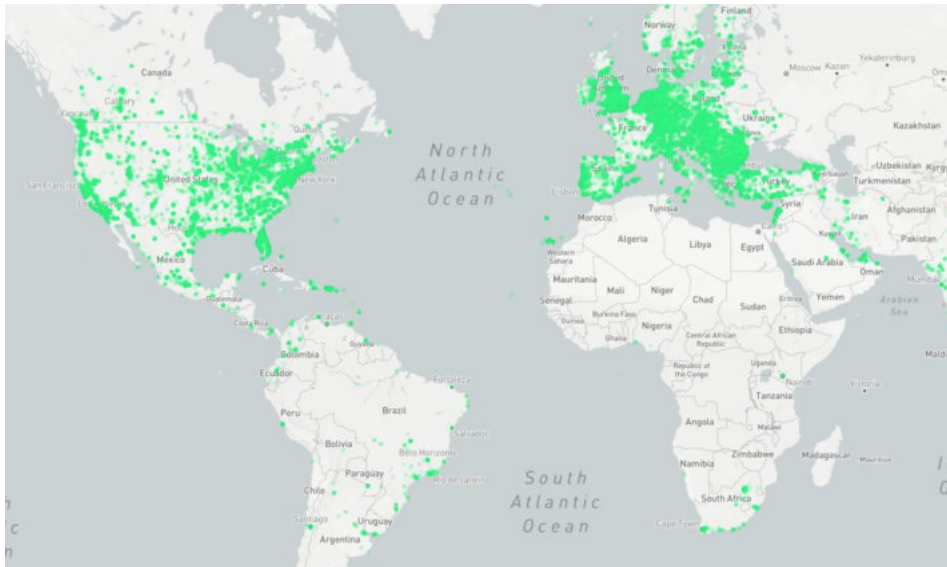 Finland
Norway
Canada
Moscow
Kazan
Yekaterinburg
Calgary
Ukraine
Kazakhstan
France
Quebec
North
Atlantic
Ocean
United States
New York
San Francisco
Lisbon
Turkey
Azerbaijan
Uzbekistan
Turkmenistan
Syria
Iran
Afghanistan
Pakistan
Tunisia
Morocco
Cairo
Algeria
Libya
Egypt
Western
Sahara
Saudi Arabia
Oman
Mumbai
Mexico
Cuba
Guatemala
Costa Rica
Mauritania
Mali
Niger
Chad
Sudan
Eritrea
Yemen
Arabian
Sea
Senegal
Burkina Faso
Guinea
Ghana
Nigeria
Central African
Republic
Ethiopia
Guyana
Colombia
Ecuador
Uganda
Republic of
the Congo
Nairobi
Victoria
Fortaleza
Tanzania
Peru
Brazil
Salvador
Angola
Malawi
Bolivia
Belo Horizonte
Zimbabwe
Madagascar
Mauritius
Namibia
Paraguay
Rio de Janeiro
South
Atlantic
Ocean
Chile
South Africa
Santiago
Uruguay
Cape Town
Argentina